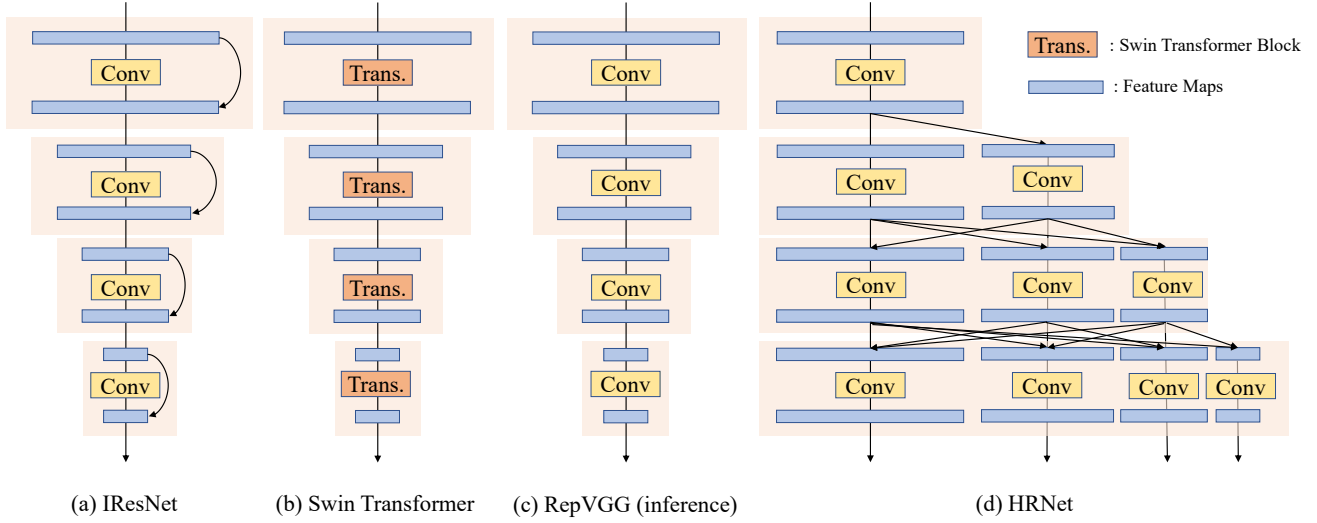 Trans. : Swin Transformer Block
: Feature Maps
Conv Trans. Conv Conv
Conv Trans. Conv Conv Conv
Conv Trans. Conv Conv Conv Conv
Conv Trans. Conv Conv Conv Conv Conv
(a) IResNet (b) Swin Transformer (c) RepVGG (inference) (d) HRNet